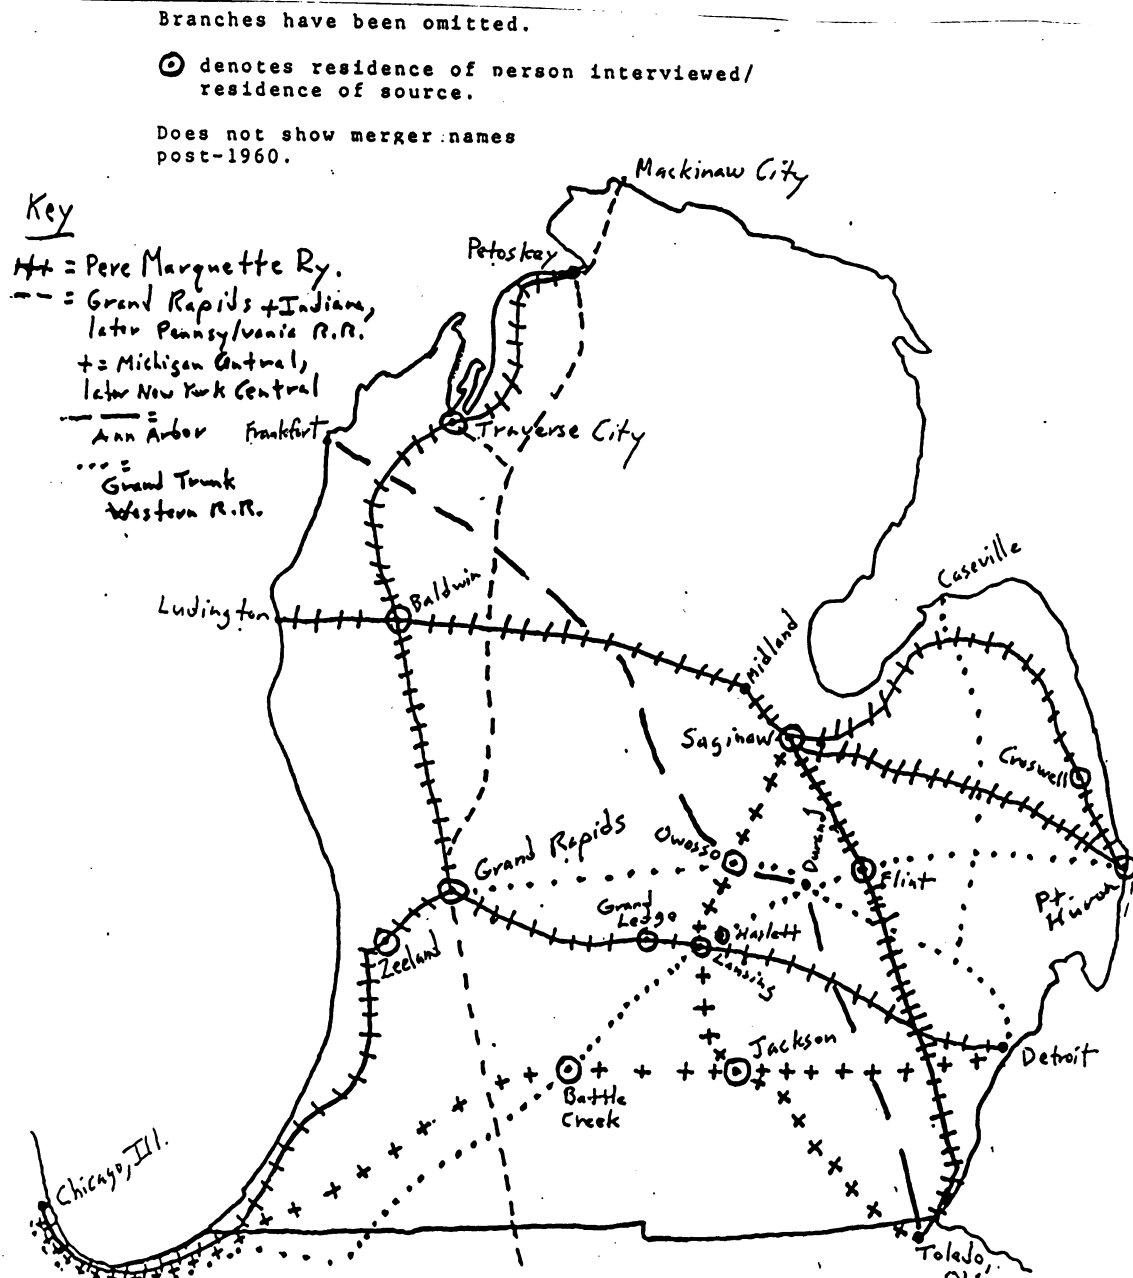 Branches have been omitted.
denotes residence of person interviewed/
residence of source.
Does not show merger names
post-1960.
Key
= Pere Marquette Ry.
-- = Grand Rapids + Indiana,
later Pennsylvania R.R.
+ = Michigan Central,
later New York Central
-- — =
Ann Arbor
... =
Grand Trunk
Western R.R.
Mackinaw City
Petoskey
Frankfort
Traverse City
Caseville
Baldwin
Ludington
Midland
Saginaw
Croswell
Grand Rapids
Owosso
Durand
Flint
Pt.
Huron
Grand
Ledge
Haslett
Lansing
Zeeland
Jackson
Detroit
Battle
Creek
Chicago, Ill.
Toledo,